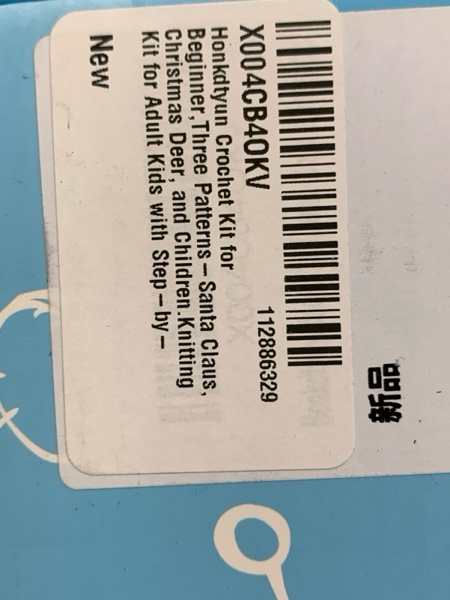 X004CB4OKV
112886329
Honkdtyun Crochet Kit for
Beginner,Three Patterns－Santa Claus,
Christmas Deer, and Children.Knitting
Kit for Adult Kids with Step－by－
New
新品